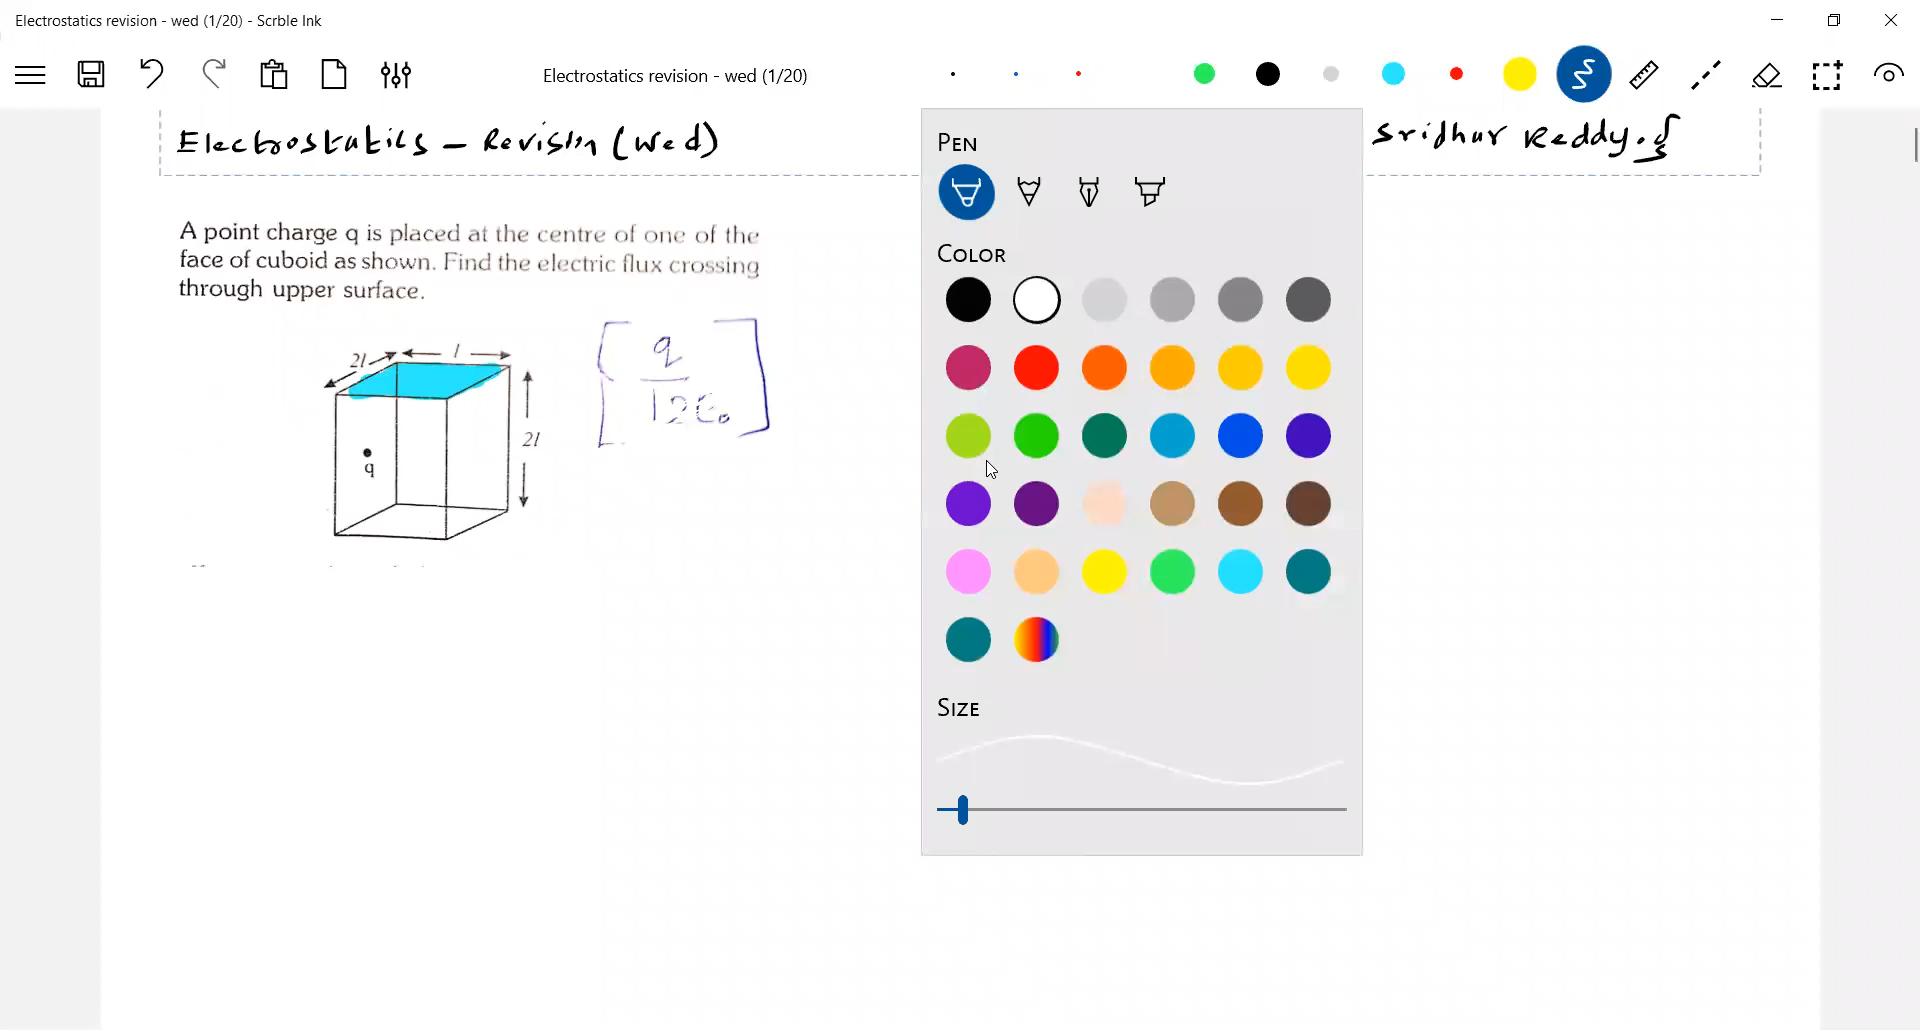 Electrostatics revision - wed (1/20) - Scrble Ink
Electrostatics revision - wed (1/20)
Electrostatics - Revision (Wed)
Sridhar Reddy.S
A point charge q is placed at the centre of one of the
face of cuboid as shown. Find the electric flux crossing
through upper surface.
2l
l
2l
q
q
12ϵ₀
PEN
COLOR
SIZE